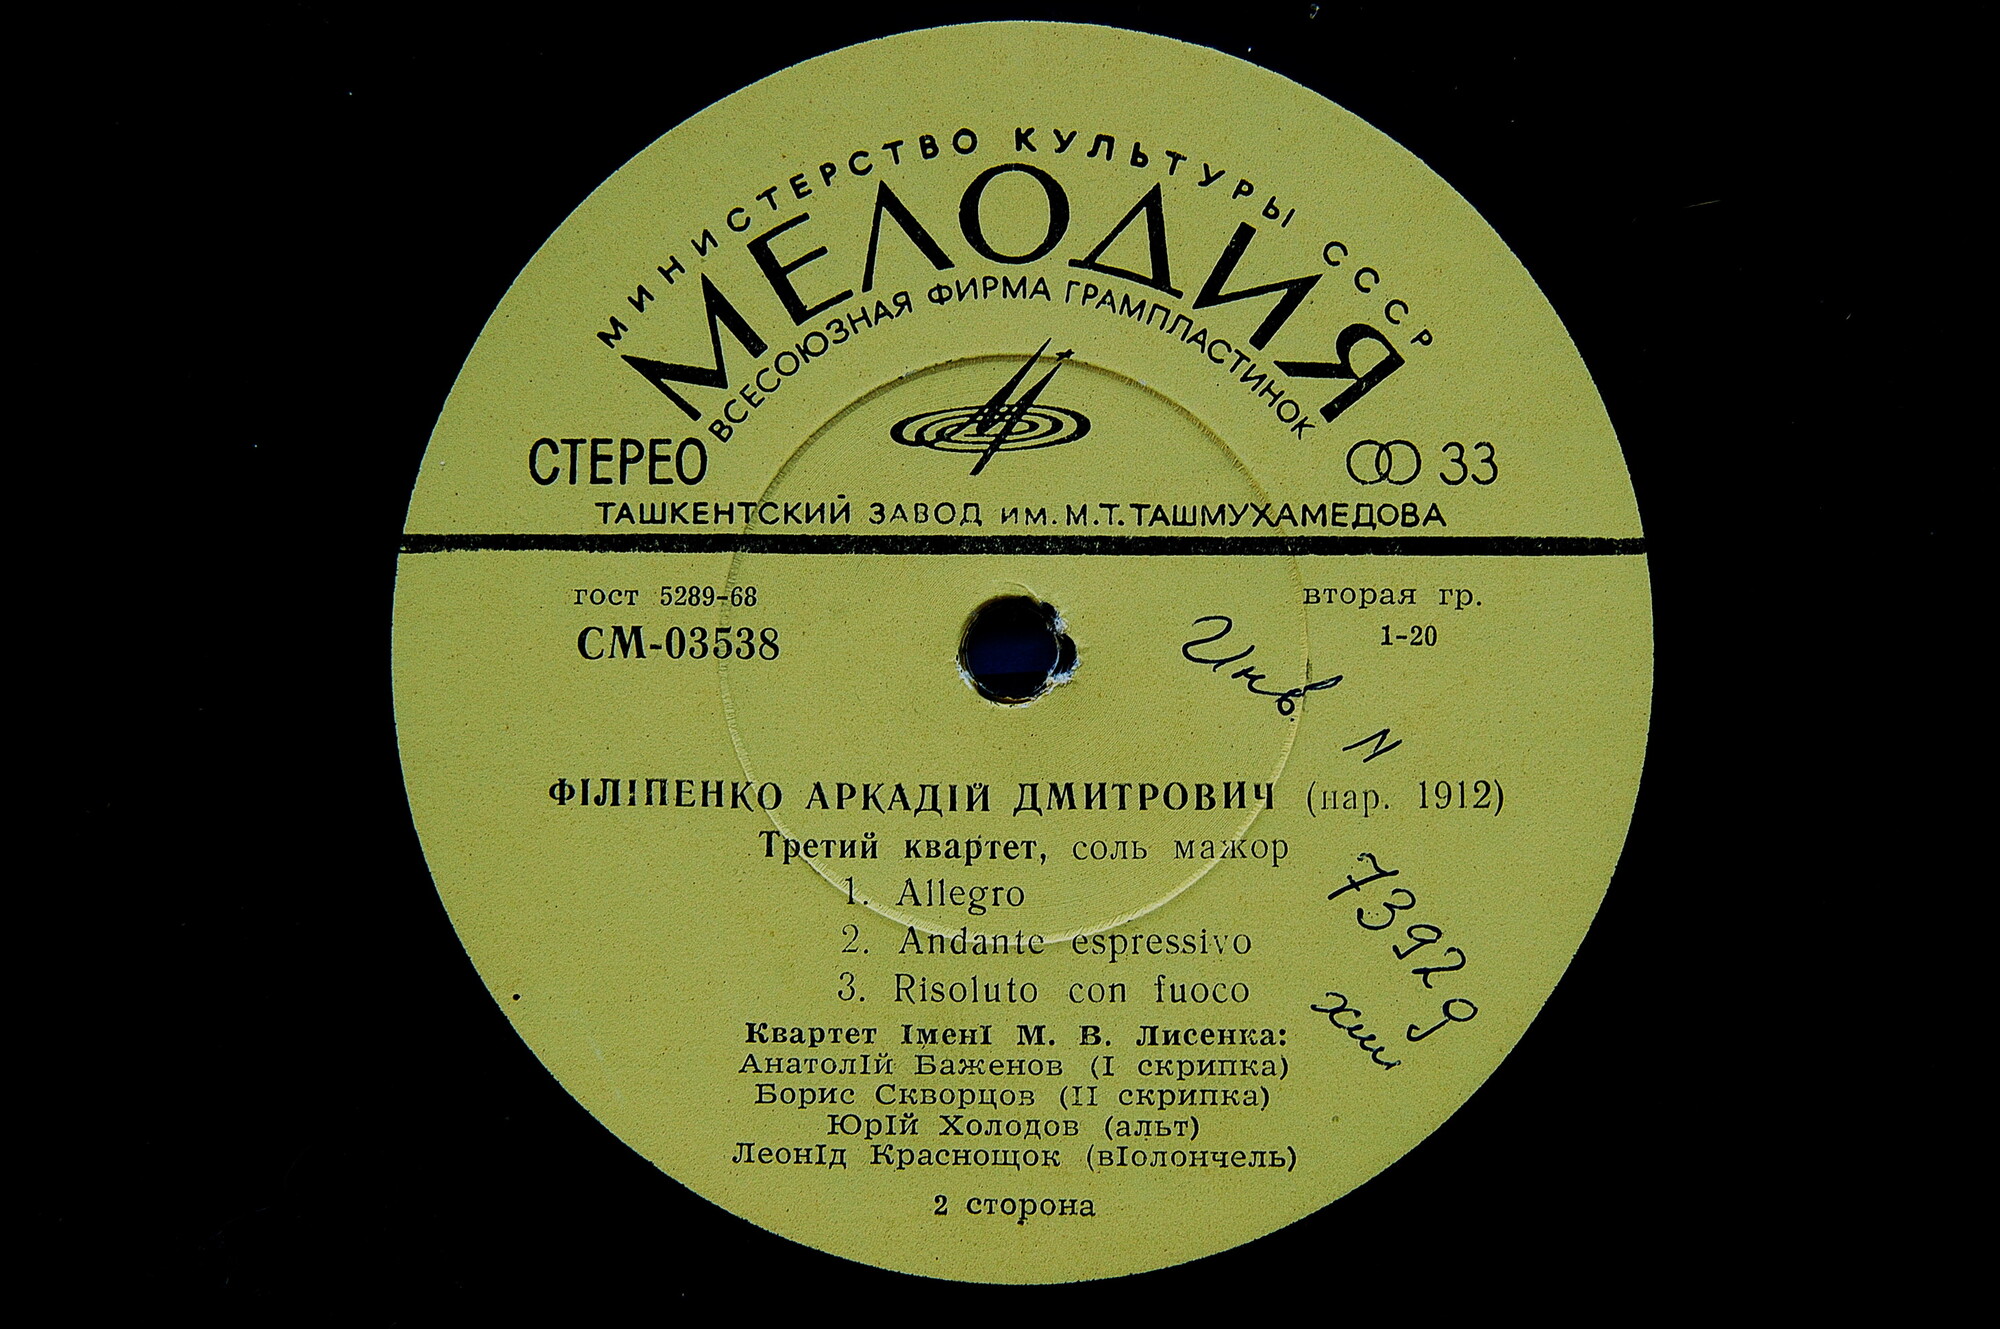 МИНИСТЕРСТВО КУЛЬТУРЫ СССР
МЕЛОДИЯ
ВСЕСОЮЗНАЯ ФИРМА ГРАМПЛАСТИНОК
СТЕРЕО
33
ТАШКЕНТСКИЙ ЗАВОД им. М.Т. ТАШМУХАМЕДОВА
гост 5289-68
вторая гр.
СМ-03538
1-20
Инв. N
73929
ФІЛІПЕНКО АРКАДІЙ ДМИТРОВИЧ (нар. 1912)
Третий квартет, соль мажор
1. Allegro
2. Andante espressivo
3. Risoluto con fuoco
Квартет імені М. В. Лисенка:
Анатолій Баженов (I скрипка)
Борис Скворцов (II скрипка)
Юрій Холодов (альт)
Леонід Краснощок (віолончель)
2 сторона